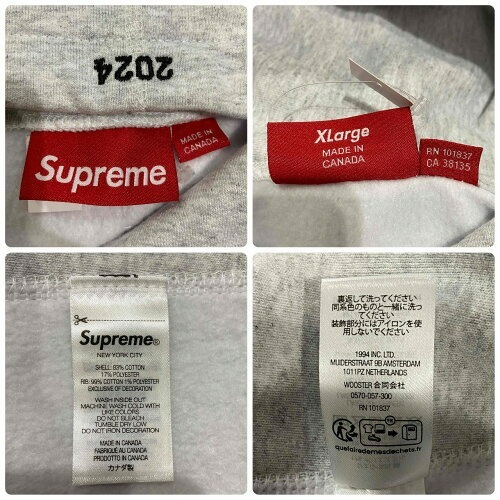 2024
Supreme
MADE IN
CANADA
XLarge
MADE IN
CANADA
RN 101837
CA 38135
Supreme®
NEW YORK CITY
SHELL: 83% COTTON
17% POLYESTER
RIB: 99% COTTON 1% POLYESTER
EXCLUSIVE OF DECORATION
WASH INSIDE OUT
MACHINE WASH COLD WITH
LIKE COLORS
DO NOT BLEACH
TUMBLE DRY LOW
DO NOT IRON DECORATION
MADE IN CANADA
FABRIQUÉ AU CANADA
PRODOTTO IN CANADA
カナダ製
裏返して洗ってください
同系色のものと一緒に洗っ
てください
装飾部分にはアイロンを使
用しないでください
1994 INC. LTD.
MUIDERSTRAAT 9B AMSTERDAM
1011PZ NETHERLANDS
WOOSTER 合同会社
0570-057-300
RN 101837
FR
quefairedemesdechets.fr